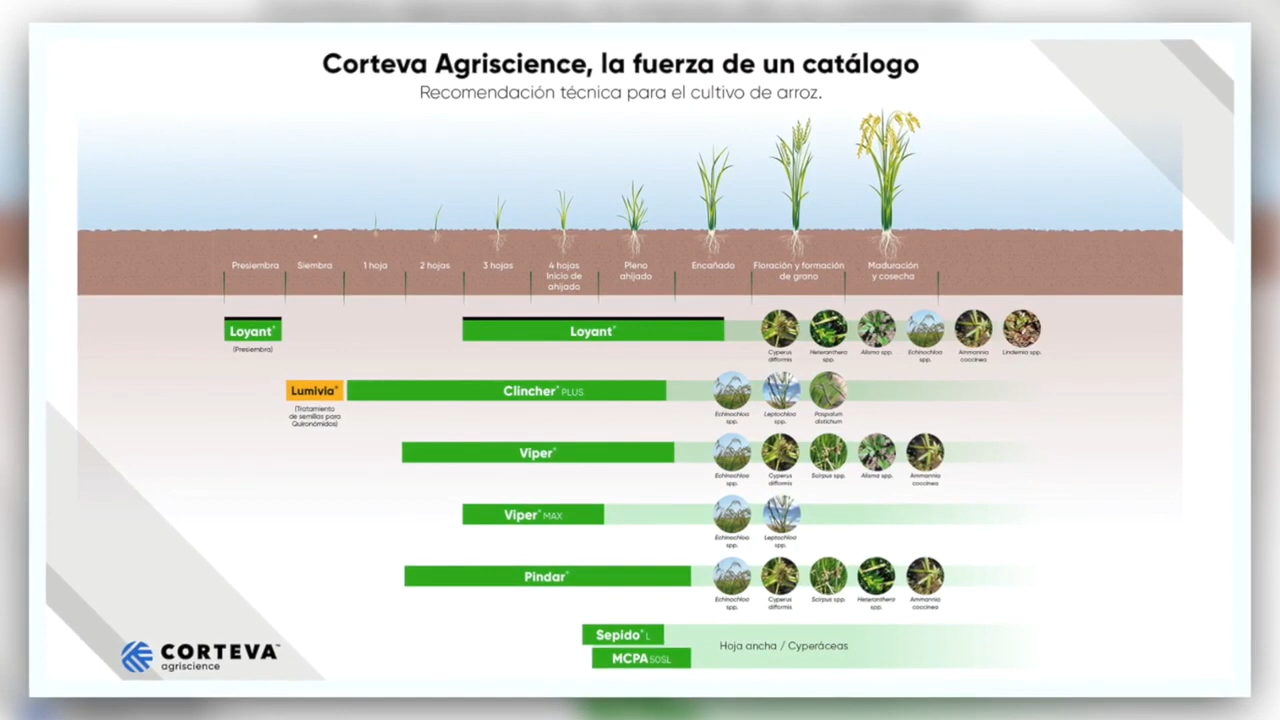 Corteva Agriscience, la fuerza de un catálogo
Recomendación técnica para el cultivo de arroz.
Presiembra
Siembra
1 hoja
2 hojas
3 hojas
4 hojas
Inicio de
ahijado
Pleno
ahijado
Encañado
Floración y formación
de grano
Maduración
y cosecha
Loyant®
(Presiembra)
Loyant®
Cyperus
difformis
Heteranthera
spp.
Alisma spp.
Echinochloa
spp.
Ammannia
coccinea
Lindernia spp.
Lumivia®
(Tratamiento
de semillas para
Quironómidos)
Clincher® PLUS
Echinochloa
spp.
Leptochloa
spp.
Paspalum
distichum
Viper®
Echinochloa
spp.
Cyperus
difformis
Scirpus spp.
Alisma spp.
Ammannia
coccinea
Viper® MAX
Echinochloa
spp.
Leptochloa
spp.
Pindar®
Echinochloa
spp.
Cyperus
difformis
Scirpus spp.
Heteranthera
spp.
Ammannia
coccinea
Sepido® L
MCPA 50SL
Hoja ancha / Cyperáceas
CORTEVA™
agriscience